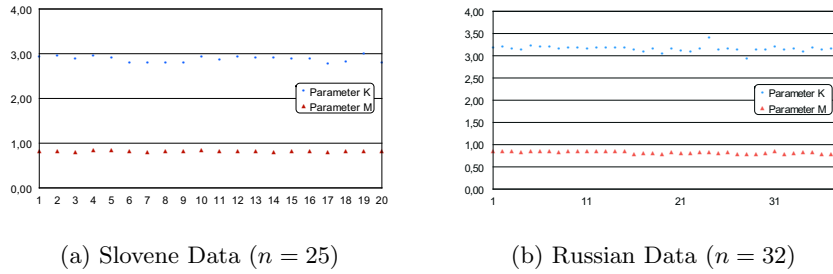 4,00
3,00
2,00
1,00
0,00
Parameter K
Parameter M
1 2 3 4 5 6 7 8 9 10 11 12 13 14 15 16 17 18 19 20
(a) Slovene Data (n = 25)
4,00
3,50
3,00
2,50
2,00
1,50
1,00
0,50
0,00
Parameter K
Parameter M
1 11 21 31
(b) Russian Data (n = 32)